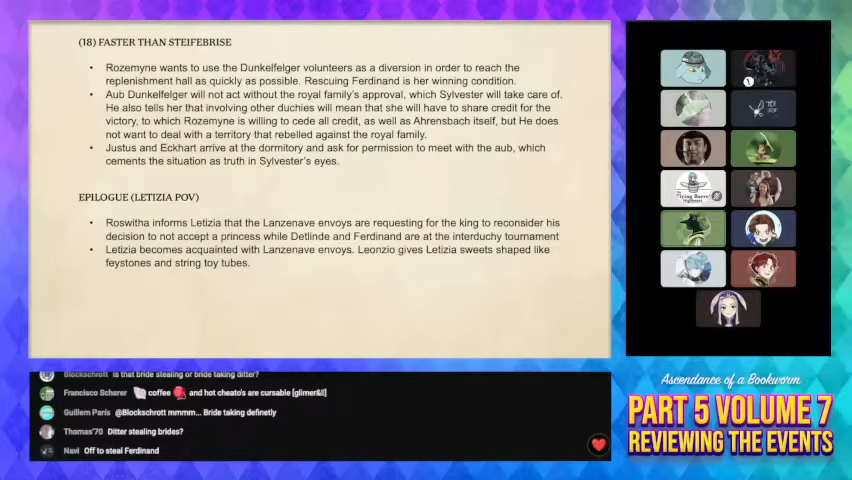 (18) FASTER THAN STEIFEBRISE
• Rozemyne wants to use the Dunkelfelger volunteers as a diversion in order to reach the
replenishment hall as quickly as possible. Rescuing Ferdinand is her winning condition.
• Aub Dunkelfelger will not act without the royal family's approval, which Sylvester will take care of.
He also tells her that involving other duchies will mean that she will have to share credit for the
victory, to which Rozemyne is willing to cede all credit, as well as Ahrensbach itself, but He does
not want to deal with a territory that rebelled against the royal family.
• Justus and Eckhart arrive at the dormitory and ask for permission to meet with the aub, which
cements the situation as truth in Sylvester's eyes.
EPILOGUE (LETIZIA POV)
• Roswitha informs Letizia that the Lanzenave envoys are requesting for the king to reconsider his
decision to not accept a princess while Detlinde and Ferdinand are at the interduchy tournament
• Letizia becomes acquainted with Lanzenave envoys. Leonzio gives Letizia sweets shaped like
feystones and string toy tubes.
Blockschrott is that bride stealing or bride taking ditter?
Francisco Scherer coffee and hot cheato's are cursable [glimer&l]
Guillem París @Blockschrott mmmm... Bride taking definetly
Thomas'70 Ditter stealing brides?
Navi Off to steal Ferdinand
Ascendance of a Bookworm
PART 5 VOLUME 7
REVIEWING THE EVENTS